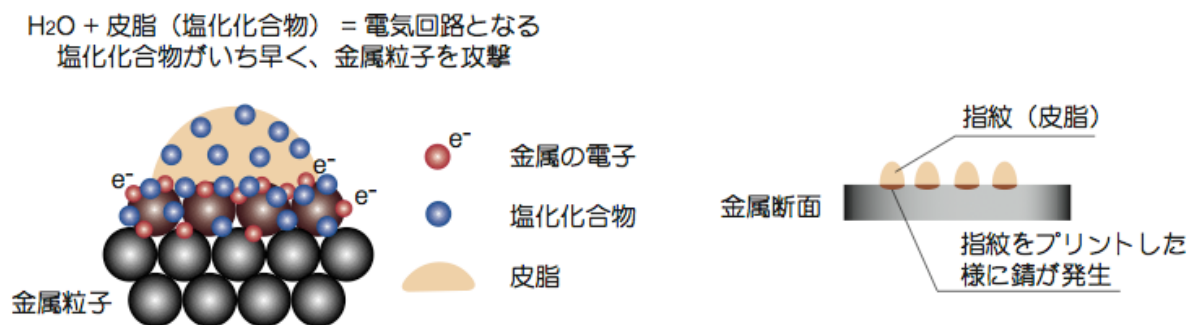 H2O + 皮脂（塩化化合物） = 電気回路となる
塩化化合物がいち早く、金属粒子を攻撃
e-
e-
e-
金属粒子
e-
金属の電子
塩化化合物
皮脂
指紋（皮脂）
金属断面
指紋をプリントした
様に錆が発生